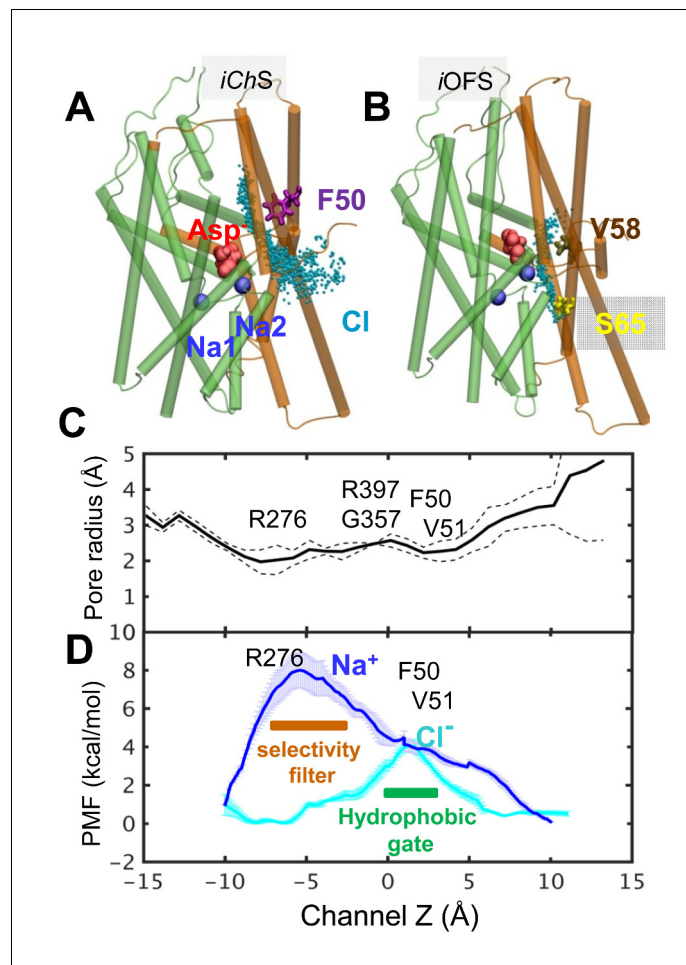 iChS
iOFS
A
B
F50
Asp-
V58
Cl
Na2
Na1
S65
C
5
4
3
2
1
Pore radius (Å)
R276
R397
G357
F50
V51
D
10
8
6
4
2
0
-2
PMF (kcal/mol)
R276
Na+
F50
V51
Cl-
selectivity
filter
Hydrophobic
gate
-15 -10 -5 0 5 10 15
Channel Z (Å)